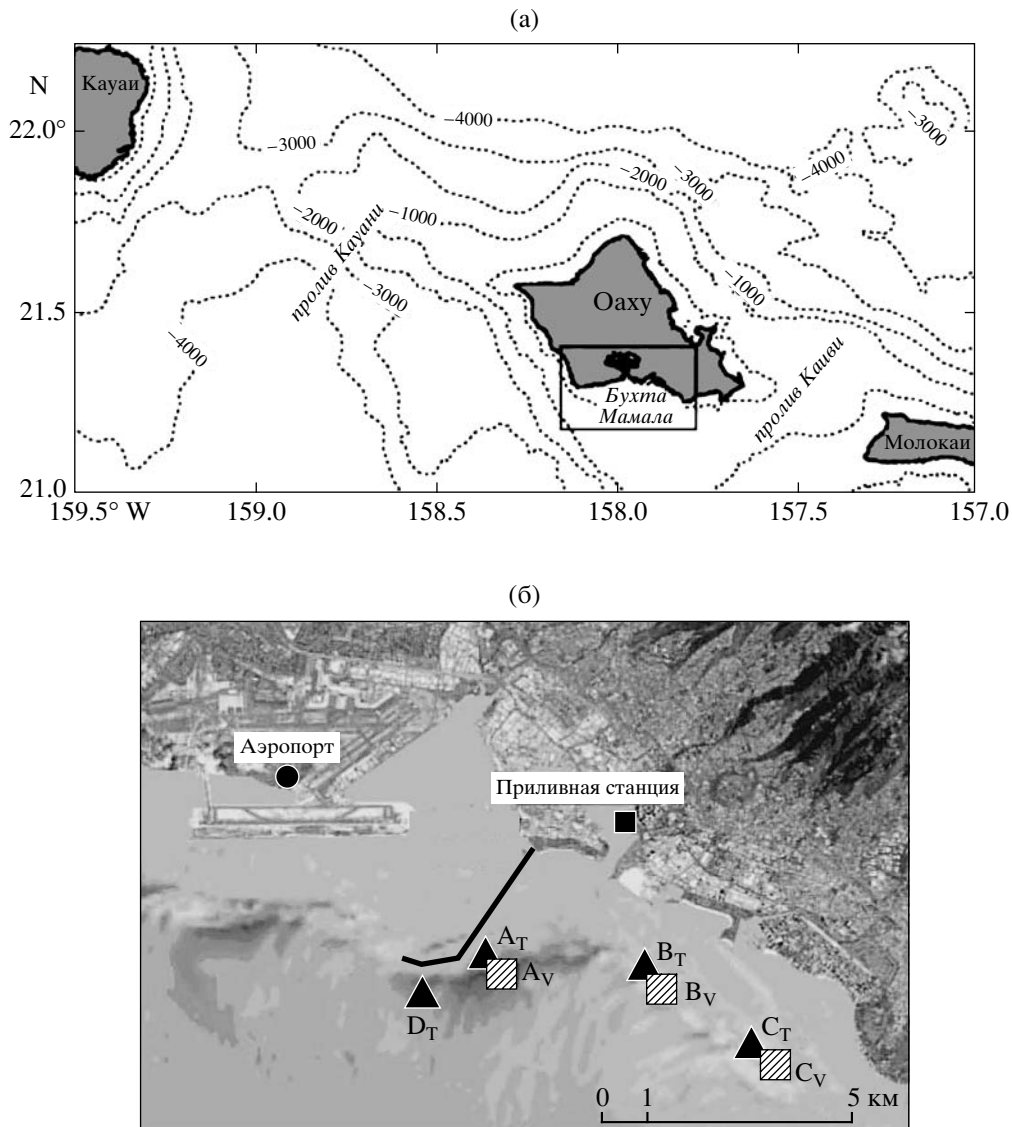 (а)
N
Кауаи
22.0°
21.5
21.0
−4000
−3000
−3000
−4000
−2000
−3000
−2000
−1000
пролив Кауани
−3000
−1000
−4000
Оаху
Бухта
Мамала
пролив Каиви
Молокаи
159.5° W
159.0
158.5
158.0
157.5
157.0
(б)
Аэропорт
Приливная станция
A_T
A_V
B_T
B_V
D_T
C_T
C_V
0 1 5 км